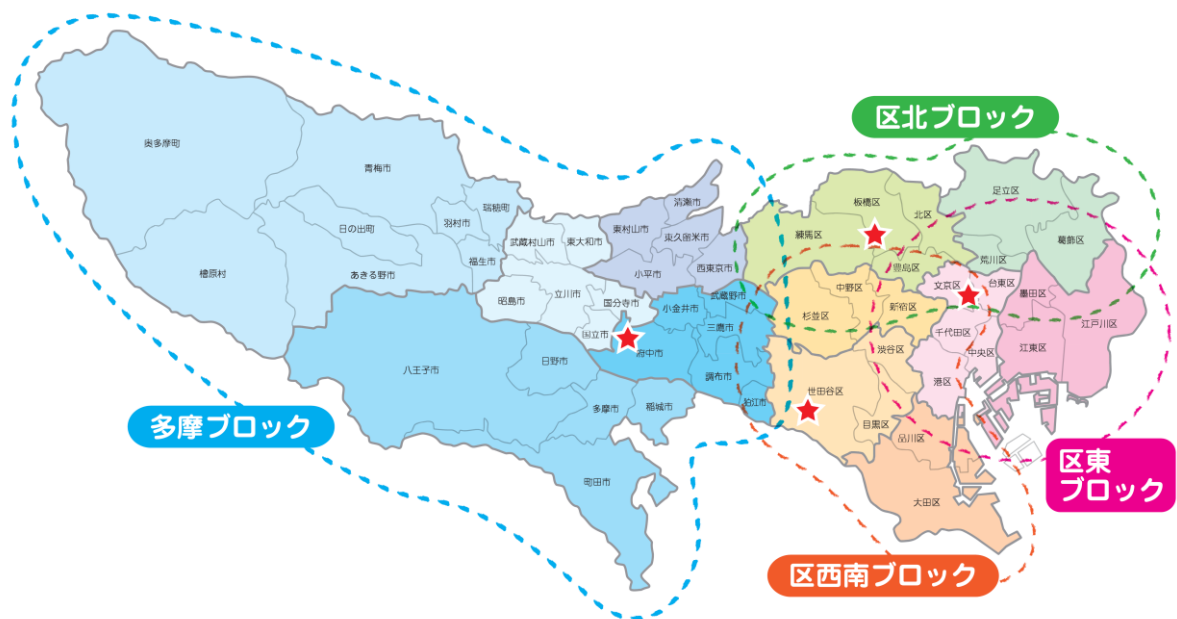 区北ブロック
奥多摩町
青梅市
瑞穂町
羽村市
日の出町
福生市
檜原村
あきる野市
武蔵村山市
東大和市
昭島市
立川市
国分寺市
国立市
清瀬市
東村山市
東久留米市
小平市
西東京市
小金井市
武蔵野市
三鷹市
府中市
調布市
狛江市
八王子市
日野市
多摩市
稲城市
町田市
板橋区
北区
練馬区
豊島区
足立区
葛飾区
荒川区
中野区
杉並区
新宿区
渋谷区
文京区
台東区
千代田区
中央区
港区
墨田区
江東区
江戸川区
世田谷区
目黒区
品川区
大田区
多摩ブロック
区東
ブロック
区西南ブロック